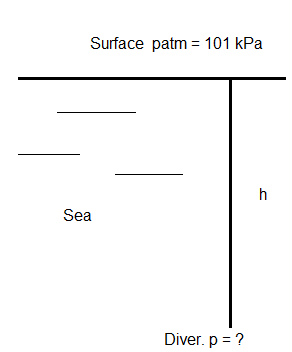 Surface patm = 101 kPa
h
Sea
Diver. p = ?